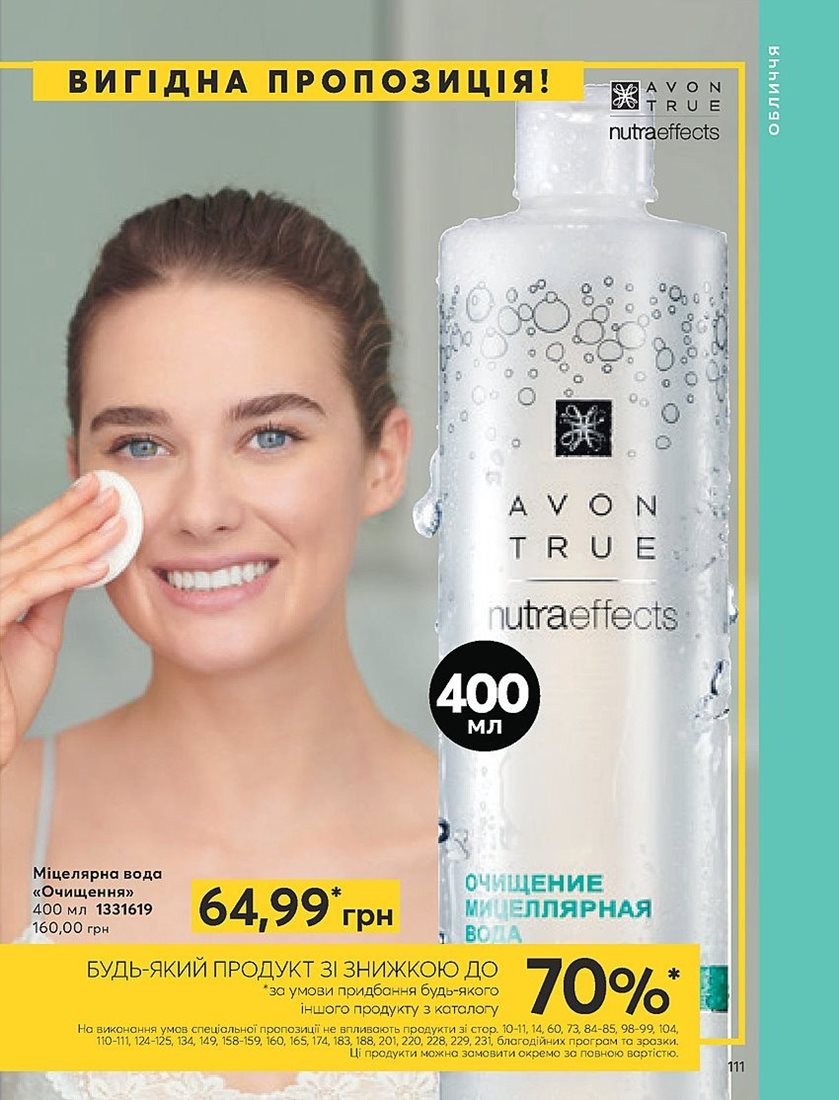 ВИГІДНА ПРОПОЗИЦІЯ!
AVON
TRUE
nutraeffects
ОБЛИЧЧЯ
AVON
TRUE
nutraeffects
400
МЛ
ОЧИЩЕНИЕ
МИЦЕЛЛЯРНАЯ
ВОДА
Міцелярна вода
«Очищення»
400 мл 1331619
160,00 грн
64,99* грн
БУДЬ-ЯКИЙ ПРОДУКТ ЗІ ЗНИЖКОЮ ДО 70%*
*за умови придбання будь-якого
іншого продукту з каталогу
На виконання умов спеціальної пропозиції не впливають продукти зі стор. 10-11, 14, 60, 73, 84-85, 98-99, 104,
110-111, 124-125, 134, 149, 158-159, 160, 165, 174, 183, 188, 201, 220, 228, 229, 231, благодійних програм та зразки.
Ці продукти можна замовити окремо за повною вартістю.
111